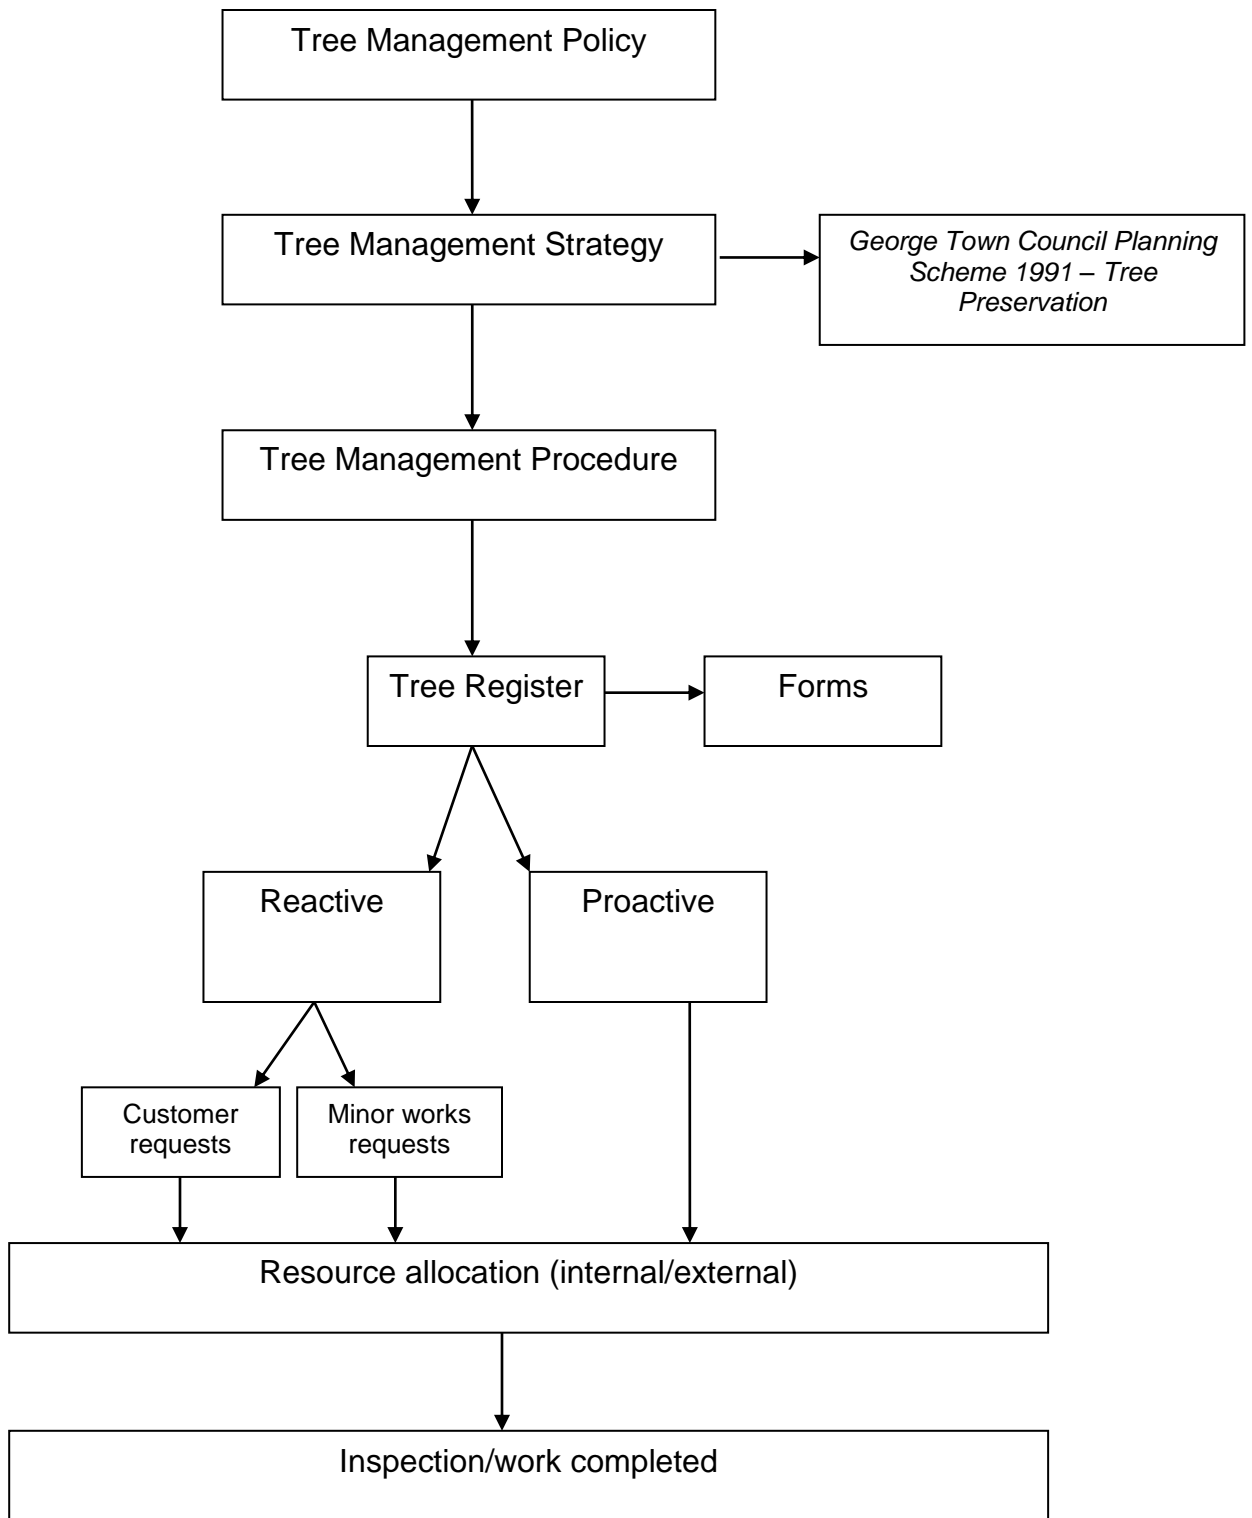 Tree Management Policy
Tree Management Strategy
George Town Council Planning
Scheme 1991 – Tree
Preservation
Tree Management Procedure
Tree Register
Forms
Reactive
Proactive
Customer
requests
Minor works
requests
Resource allocation (internal/external)
Inspection/work completed